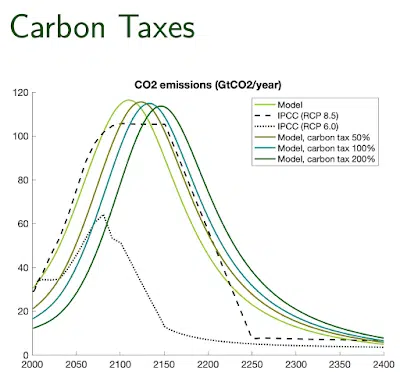 Carbon Taxes
CO2 emissions (GtCO2/year)
Model
IPCC (RCP 8.5)
IPCC (RCP 6.0)
Model, carbon tax 50%
Model, carbon tax 100%
Model, carbon tax 200%
120
100
80
60
40
20
0
2000 2050 2100 2150 2200 2250 2300 2350 2400